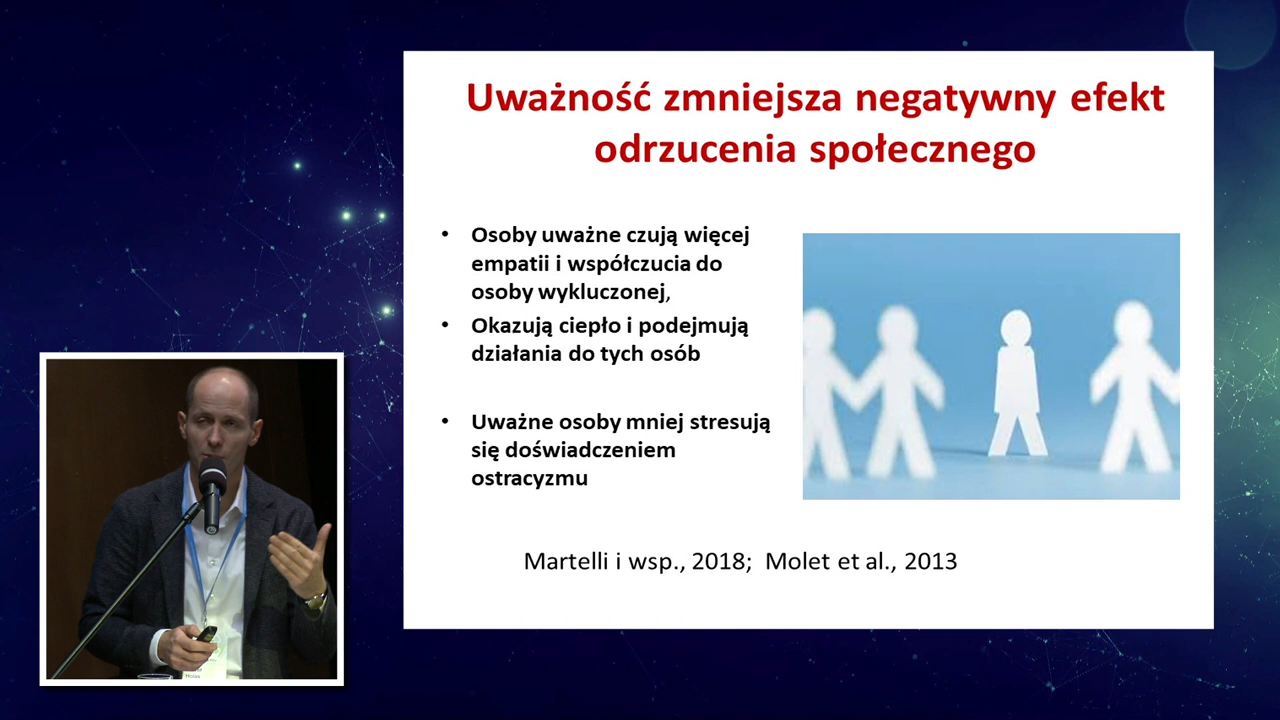 Uważność zmniejsza negatywny efekt
odrzucenia społecznego
• Osoby uważne czują więcej
empatii i współczucia do
osoby wykluczonej,
• Okazują ciepło i podejmują
działania do tych osób
• Uważne osoby mniej stresują
się doświadczeniem
ostracyzmu
Martelli i wsp., 2018; Molet et al., 2013